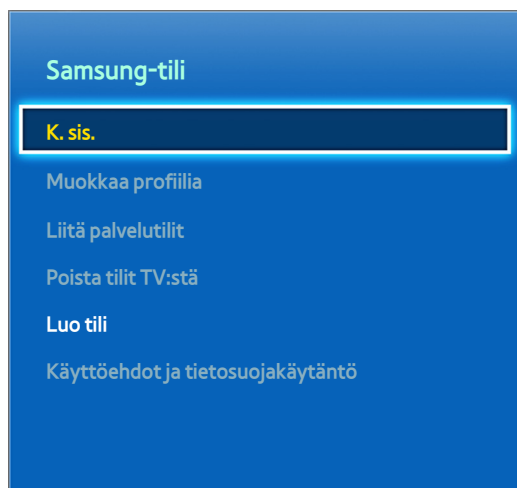 Samsung-tili
K. sis.
Muokkaa profiilia
Liitä palvelutilit
Poista tilit TV:stä
Luo tili
Käyttöehdot ja tietosuojakäytäntö